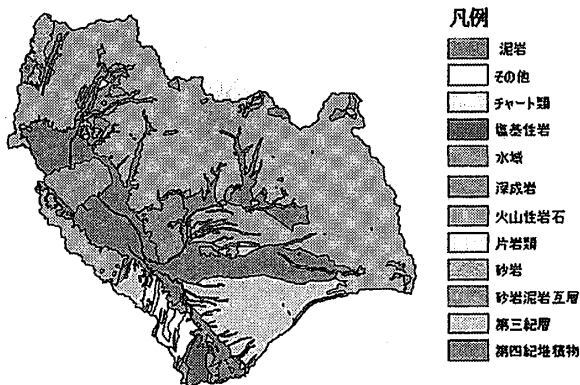 凡例
泥岩
その他
チャート類
塩基性岩
水域
深成岩
火山性岩石
片岩類
砂岩
砂岩泥岩互層
第三紀層
第四紀堆積物